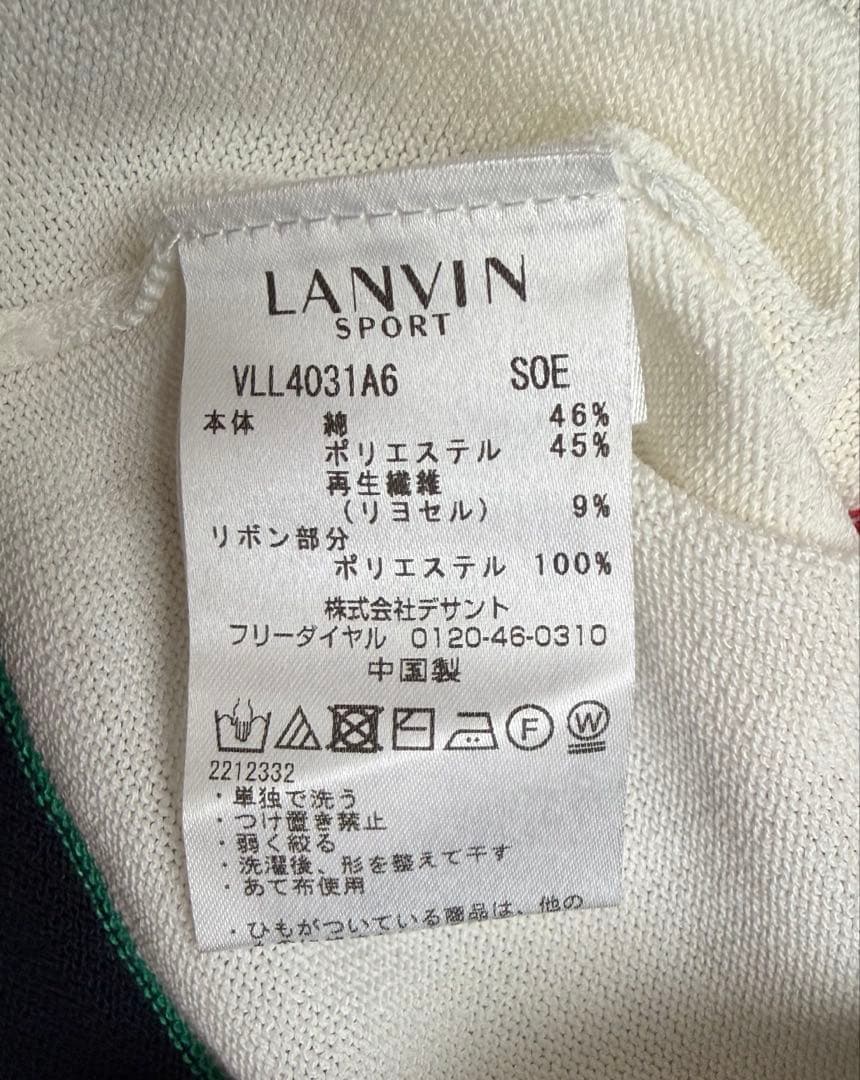 LANVIN
SPORT
VLL4031A6 SOE
本体 綿 46%
ポリエステル 45%
再生繊維
(リヨセル) 9%
リボン部分
ポリエステル 100%
株式会社デサント
フリーダイヤル 0120-46-0310
中国製
F W
2212332
・単独で洗う
・つけ置き禁止
・弱く絞る
・洗濯後、形を整えて干す
・あて布使用
・ひもがついている商品は、他の